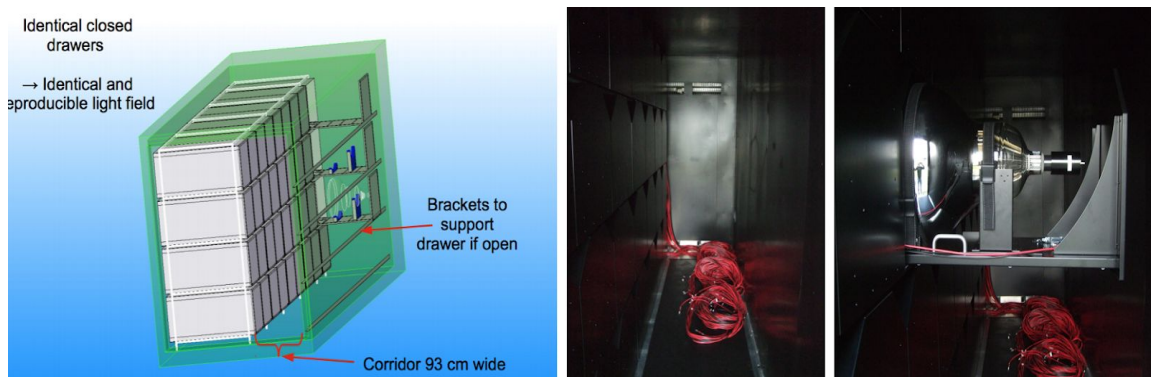 Identical closed
drawers
→ Identical and
eproducible light field
Brackets to
support
drawer if open
Corridor 93 cm wide